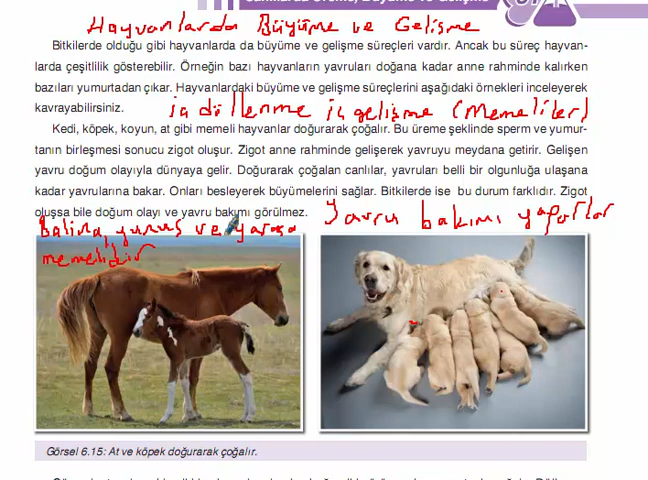 Canlılarda Üreme, Büyüme ve Gelişme
Hayvanlarda Büyüme ve Gelişme
Bitkilerde olduğu gibi hayvanlarda da büyüme ve gelişme süreçleri vardır. Ancak bu süreç hayvan-
larda çeşitlilik gösterebilir. Örneğin bazı hayvanların yavruları doğana kadar anne rahminde kalırken
bazıları yumurtadan çıkar. Hayvanlardaki büyüme ve gelişme süreçlerini aşağıdaki örnekleri inceleyerek
kavrayabilirsiniz.
iç döllenme iç gelişme (Memeliler)
Kedi, köpek, koyun, at gibi memeli hayvanlar doğurarak çoğalır. Bu üreme şeklinde sperm ve yumur-
tanın birleşmesi sonucu zigot oluşur. Zigot anne rahminde gelişerek yavruyu meydana getirir. Gelişen
yavru doğum olayıyla dünyaya gelir. Doğurarak çoğalan canlılar, yavruları belli bir olgunluğa ulaşana
kadar yavrularına bakar. Onları besleyerek büyümelerini sağlar. Bitkilerde ise bu durum farklıdır. Zigot
oluşsa bile doğum olayı ve yavru bakımı görülmez.
Yavru bakımı yaparlar
Balina, yunus ve yarasa
memelidir
Görsel 6.15: At ve köpek doğurarak çoğalır.